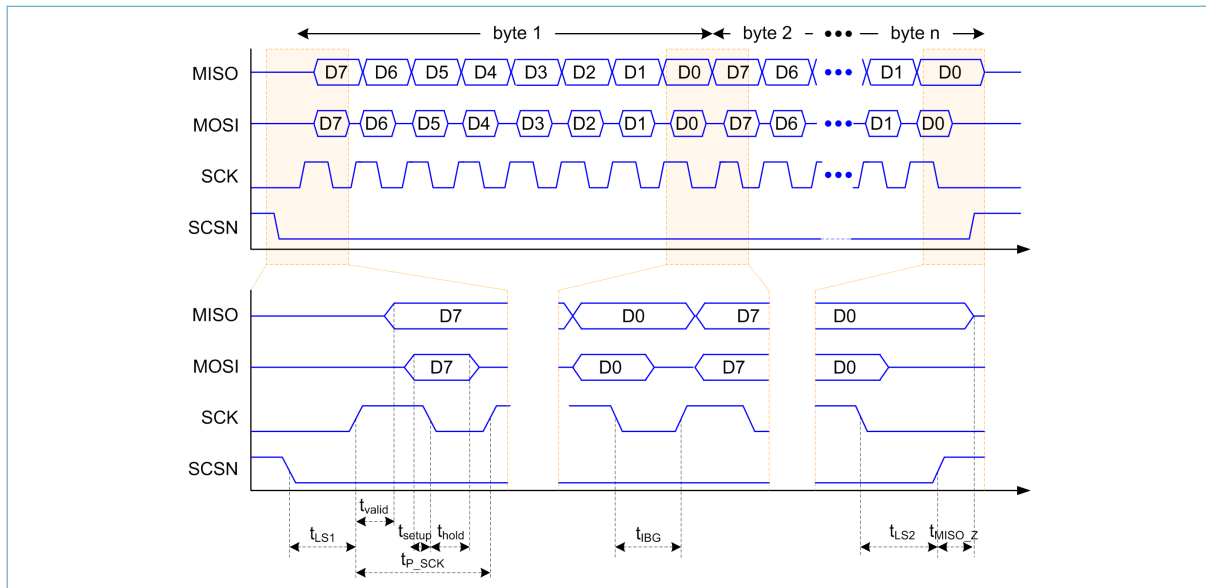 byte 1 byte 2 ••• byte n
MISO D7 D6 D5 D4 D3 D2 D1 D0 D7 D6 ••• D1 D0
MOSI D7 D6 D5 D4 D3 D2 D1 D0 D7 D6 ••• D1 D0
SCK •••
SCSN
MISO D7 D0 D7 D0
MOSI D7 D0 D7 D0
SCK
SCSN
tvalid
tLS1 tsetup thold tIBG tLS2 tMISO_Z
tP_SCK